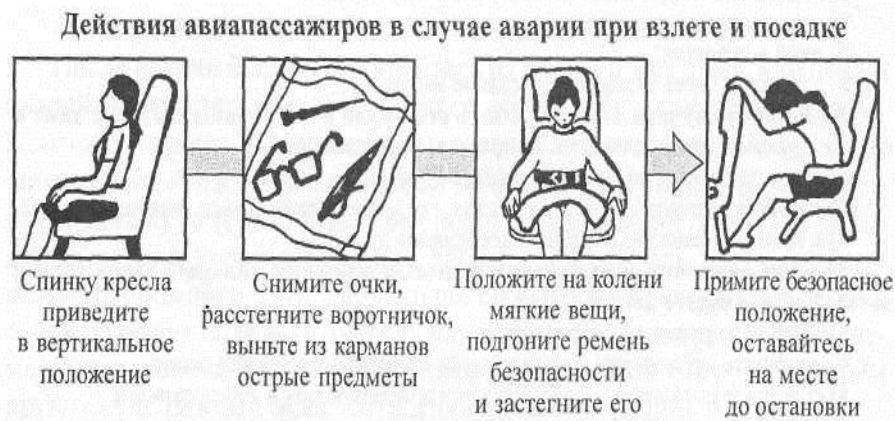 Действия авиапассажиров в случае аварии при взлете и посадке
Спинку кресла
приведите
в вертикальное
положение
Снимите очки,
расстегните воротничок,
выньте из карманов
острые предметы
Положите на колени
мягкие вещи,
подгоните ремень
безопасности
и застегните его
Примите безопасное
положение,
оставайтесь
на месте
до остановки